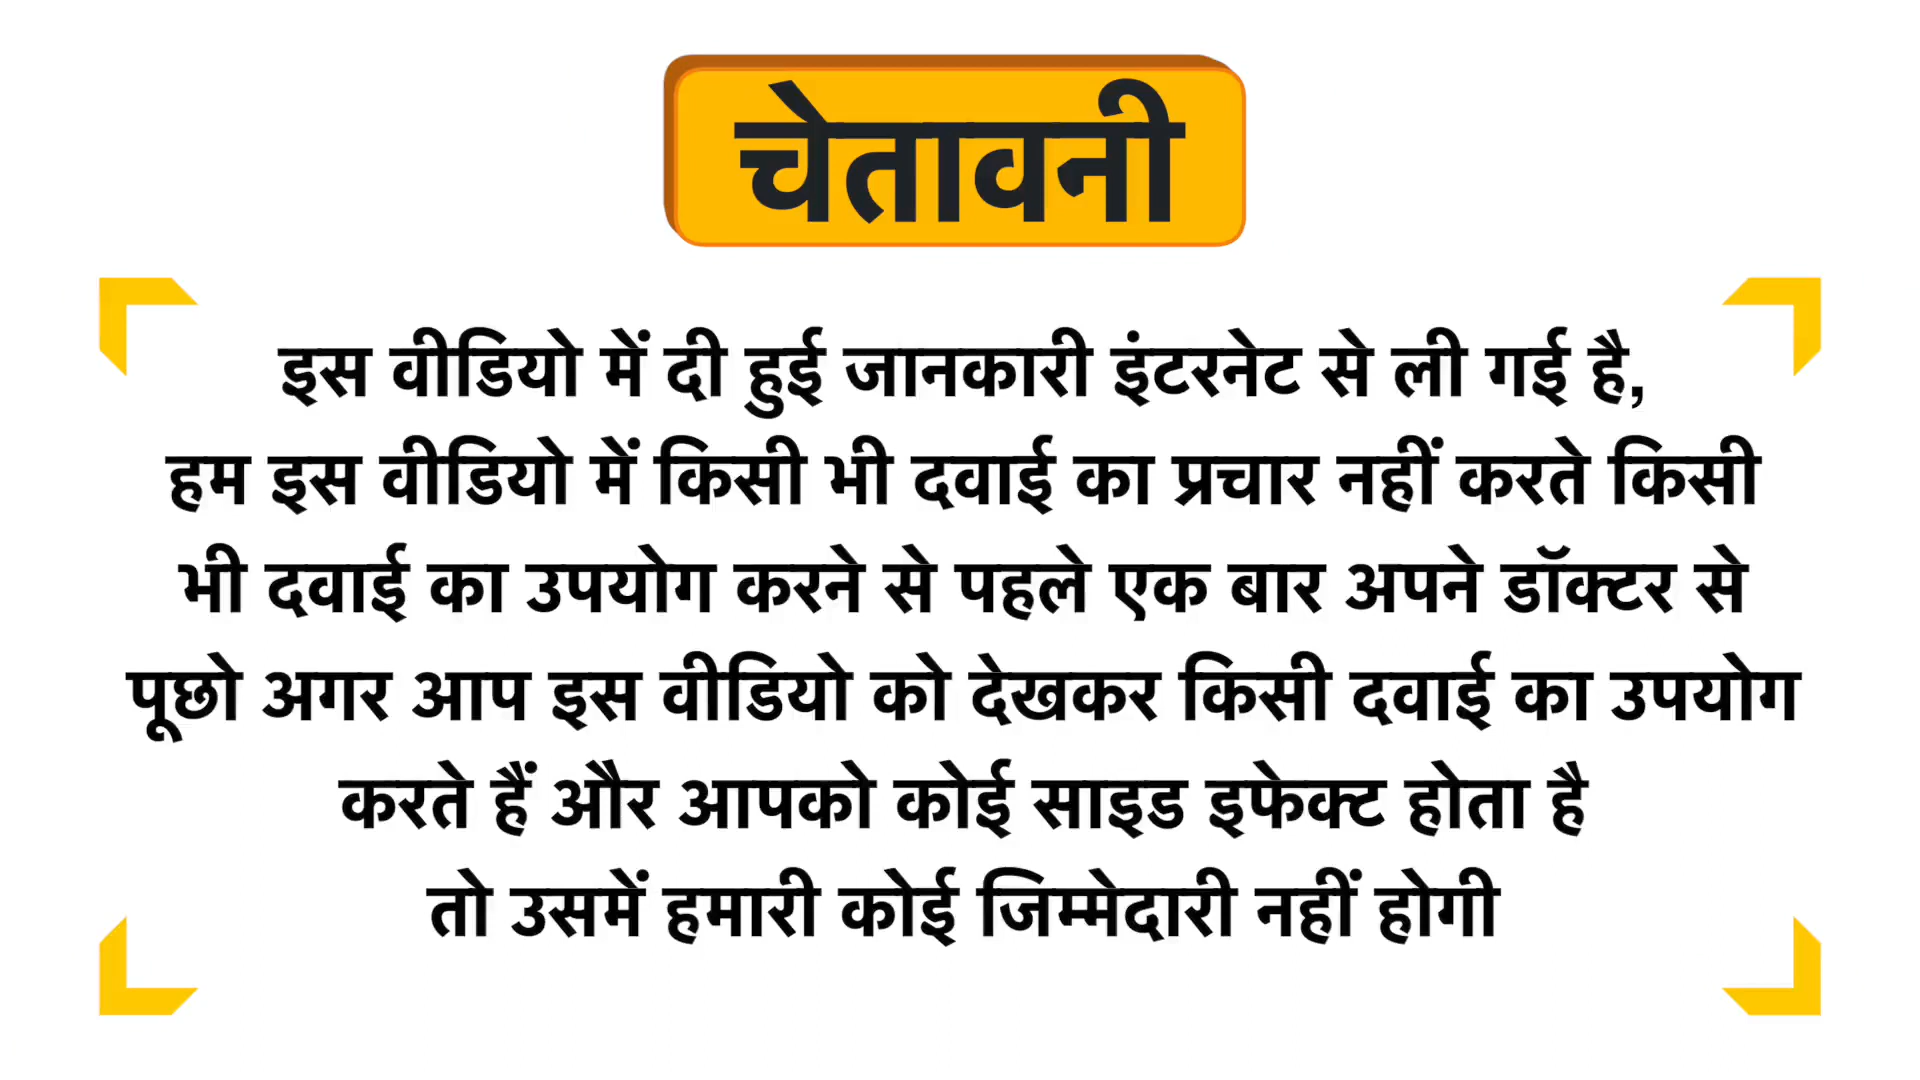 चेतावनी
इस वीडियो में दी हुई जानकारी इंटरनेट से ली गई है,
हम इस वीडियो में किसी भी दवाई का प्रचार नहीं करते किसी
भी दवाई का उपयोग करने से पहले एक बार अपने डॉक्टर से
पूछो अगर आप इस वीडियो को देखकर किसी दवाई का उपयोग
करते हैं और आपको कोई साइड इफेक्ट होता है
तो उसमें हमारी कोई जिम्मेदारी नहीं होगी